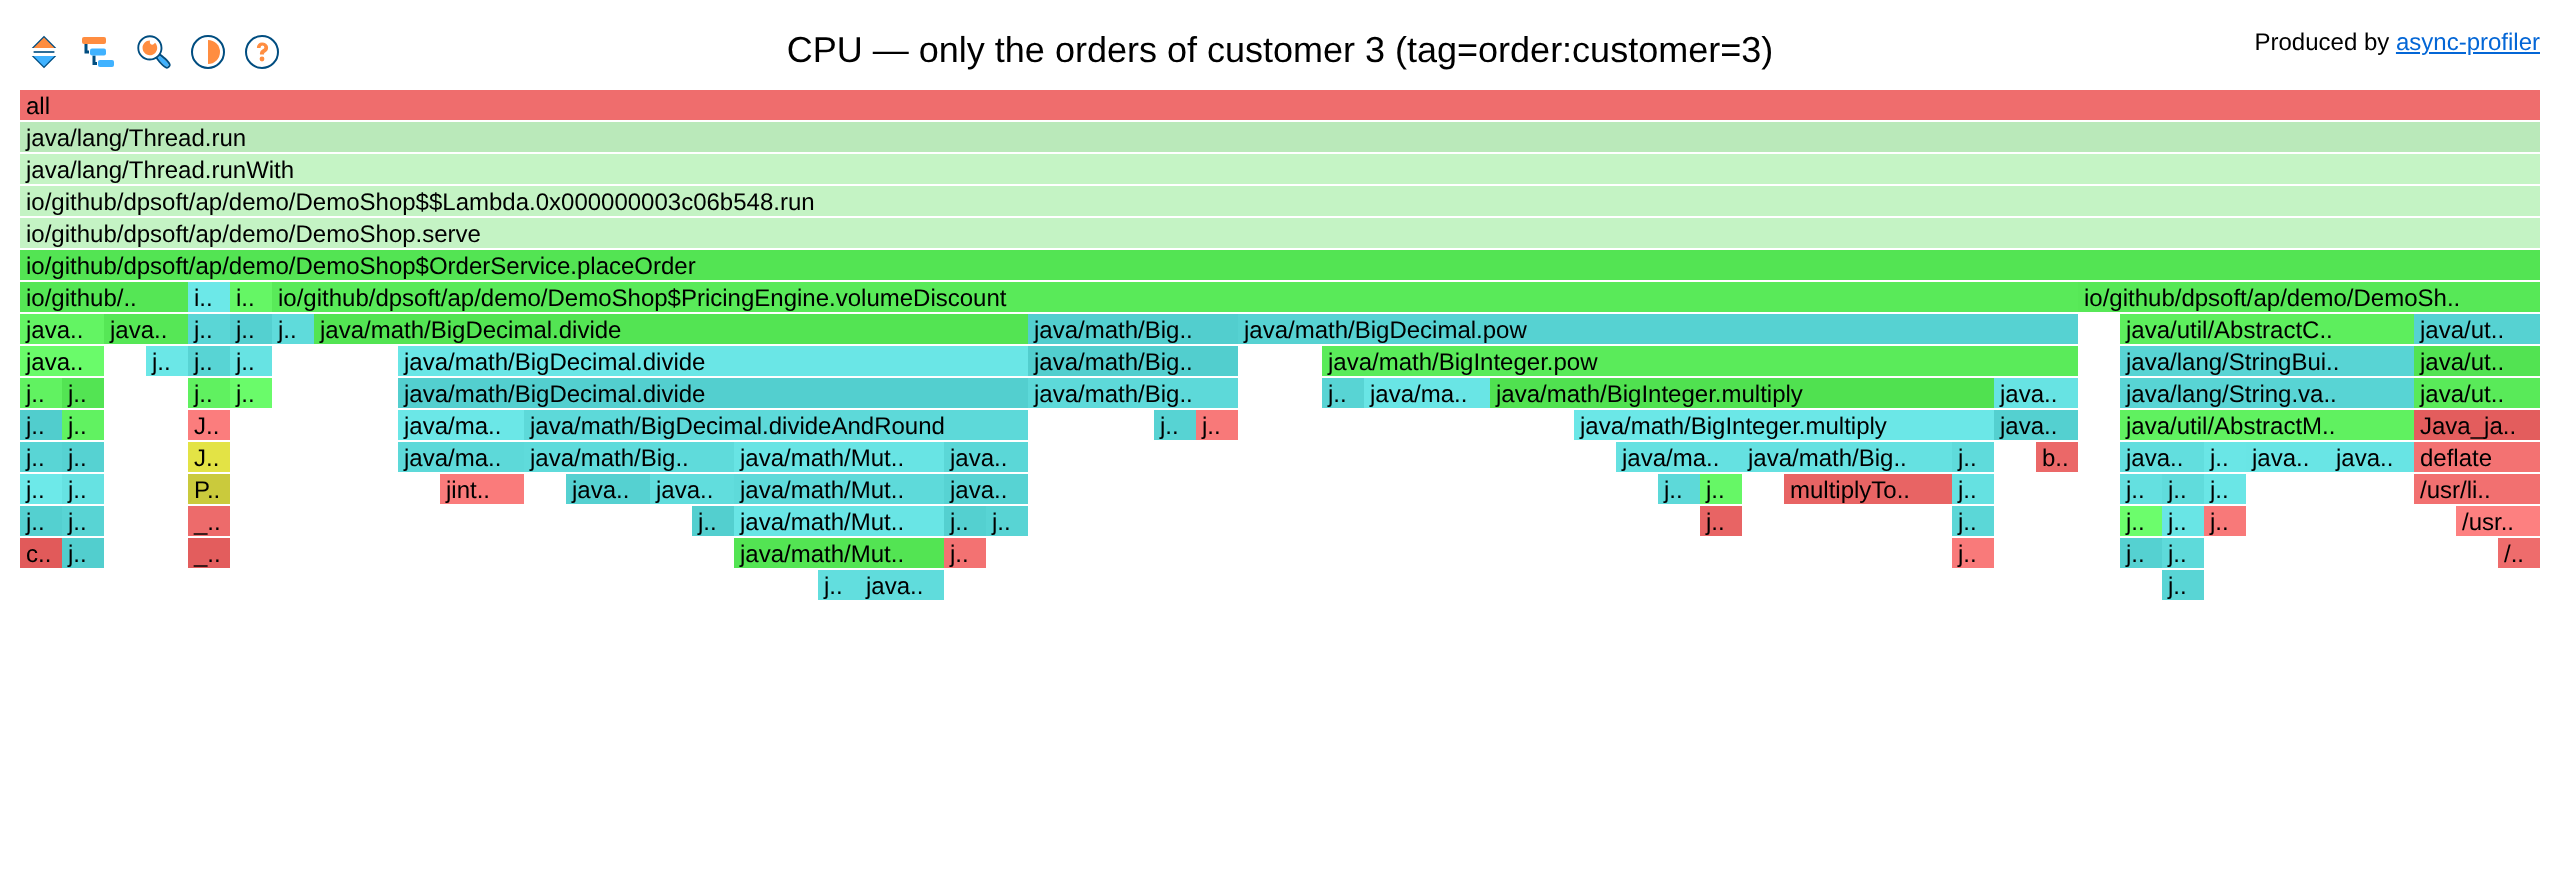 CPU — only the orders of customer 3 (tag=order:customer=3)
Produced by async-profiler
all
java/lang/Thread.run
java/lang/Thread.runWith
io/github/dpsoft/ap/demo/DemoShop$$Lambda.0x000000003c06b548.run
io/github/dpsoft/ap/demo/DemoShop.serve
io/github/dpsoft/ap/demo/DemoShop$OrderService.placeOrder
io/github/.. i.. i.. io/github/dpsoft/ap/demo/DemoShop$PricingEngine.volumeDiscount io/github/dpsoft/ap/demo/DemoSh..
java.. java.. j.. j.. j.. java/math/BigDecimal.divide java/math/Big.. java/math/BigDecimal.pow java/util/AbstractC.. java/ut..
java.. j.. j.. j.. java/math/BigDecimal.divide java/math/Big.. java/math/BigInteger.pow java/lang/StringBui.. java/ut..
j.. j.. j.. j.. java/math/BigDecimal.divide java/math/Big.. j.. java/ma.. java/math/BigInteger.multiply java.. java/lang/String.va.. java/ut..
j.. j.. J.. java/ma.. java/math/BigDecimal.divideAndRound j.. j.. java/math/BigInteger.multiply java.. java/util/AbstractM.. Java_ja..
j.. j.. J.. java/ma.. java/math/Big.. java/math/Mut.. java.. java/ma.. java/math/Big.. j.. b.. java.. j.. java.. java.. deflate
j.. j.. P.. jint.. java.. java.. java/math/Mut.. java.. j.. j.. multiplyTo.. j.. j.. j.. j.. /usr/li..
j.. j.. _.. j.. java/math/Mut.. j.. j.. j.. j.. j.. j.. j.. /usr..
c.. j.. _.. java/math/Mut.. j.. j.. j.. j.. /..
j.. java.. j..